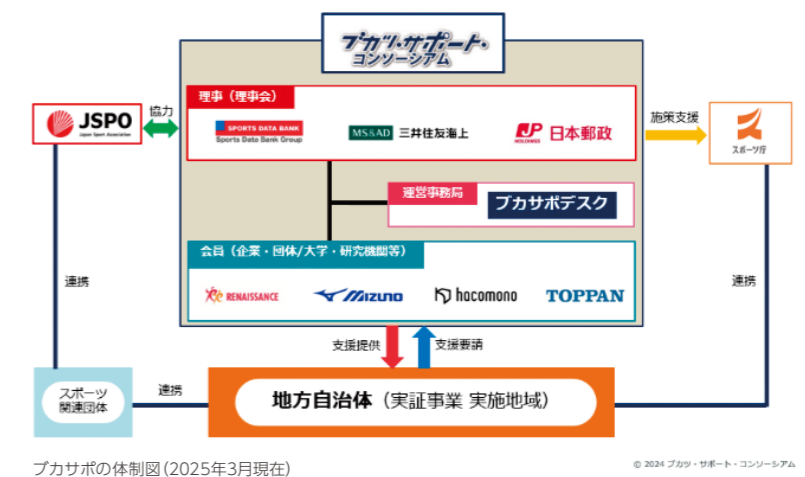 ブカツ・サポート・
コンソーシアム
理事（理事会）
SPORTS DATA BANK
Sports Data Bank Group
MS&AD 三井住友海上
JP
HOLDINGS
日本郵政
JSPO
Japan Sport Association
協力
施策支援
スポーツ庁
運営事務局
ブカサポデスク
会員（企業・団体/大学・研究機関等）
RENAISSANCE
MIZUNO
hacomono
TOPPAN
連携
連携
支援提供
支援要請
スポーツ
関連団体
連携
地方自治体（実証事業 実施地域）
ブカサポの体制図（2025年3月現在）
© 2024 ブカツ・サポート・コンソーシアム